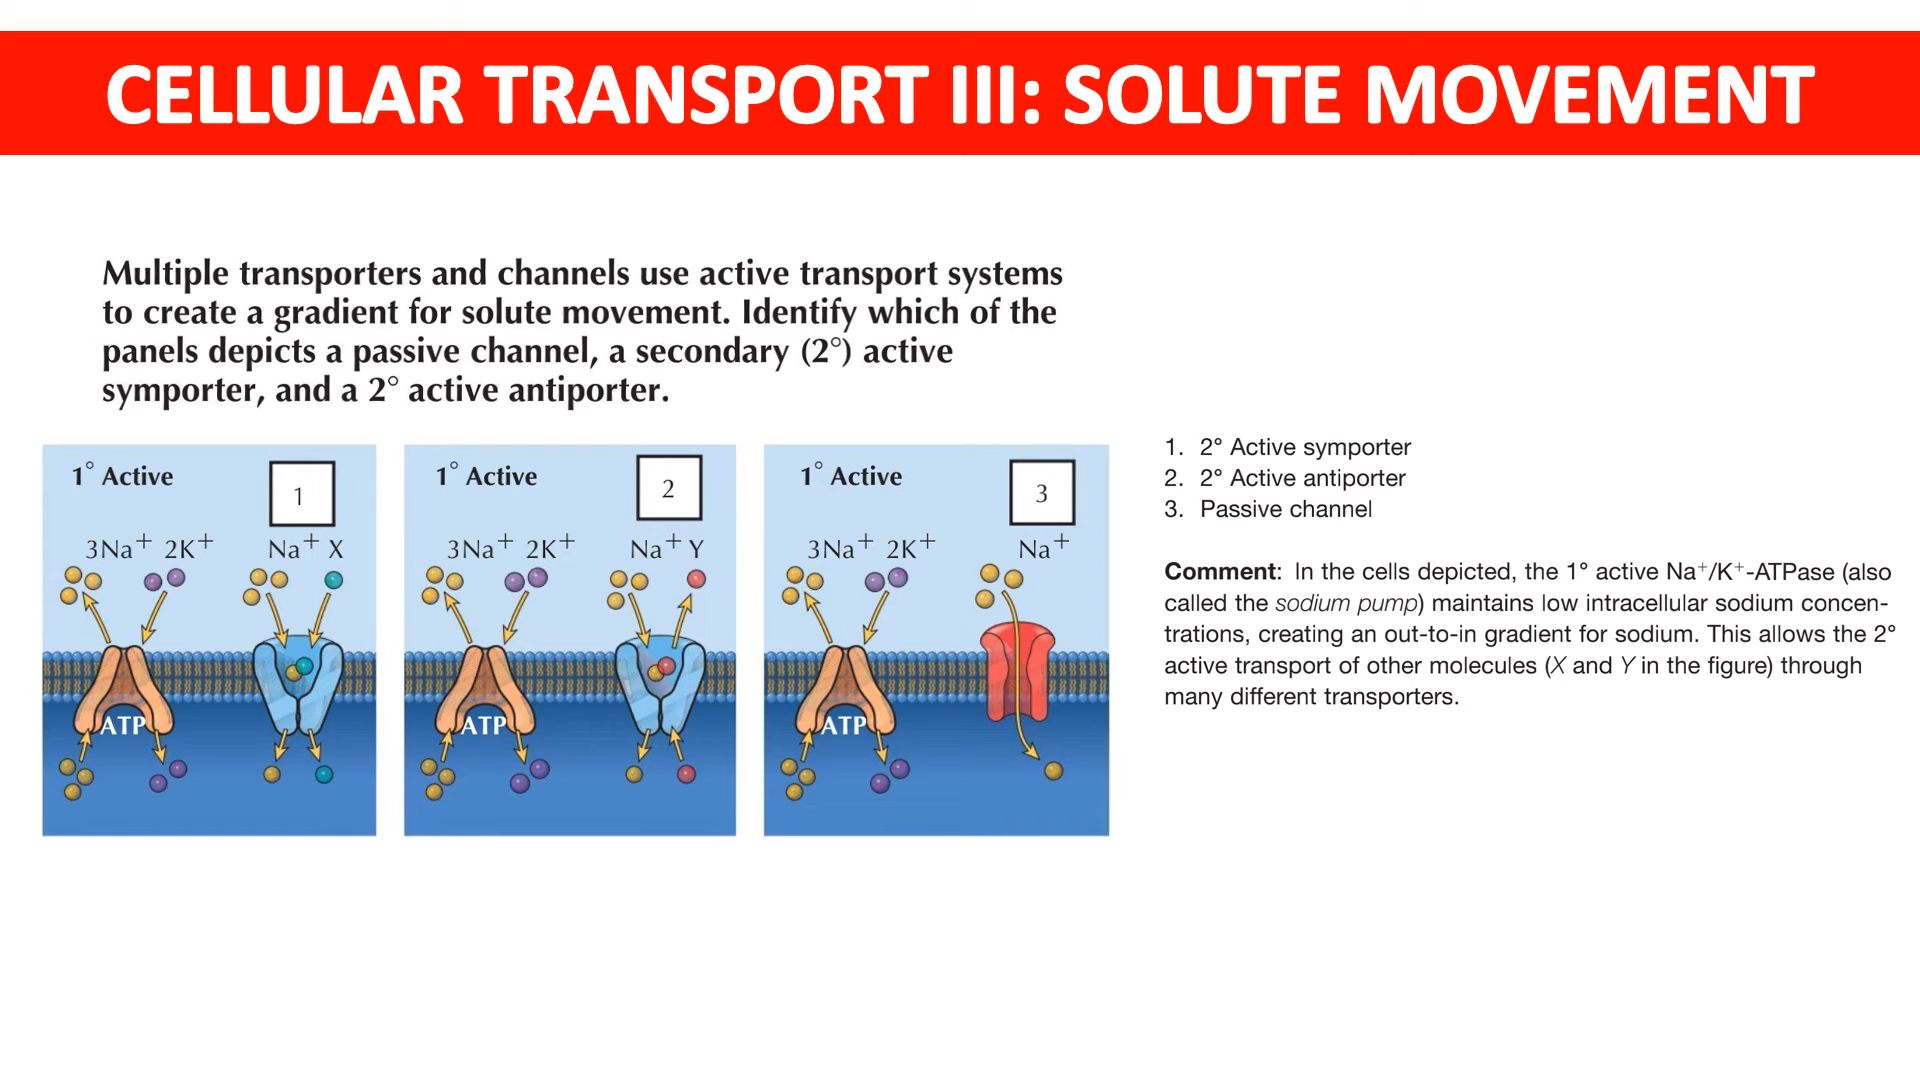 CELLULAR TRANSPORT III: SOLUTE MOVEMENT
Multiple transporters and channels use active transport systems
to create a gradient for solute movement. Identify which of the
panels depicts a passive channel, a secondary (2°) active
symporter, and a 2° active antiporter.
1° Active
1
3Na+ 2K+
Na+ X
ATP
1° Active
2
3Na+ 2K+
Na+ Y
ATP
1° Active
3
3Na+ 2K+
Na+
ATP
1. 2° Active symporter
2. 2° Active antiporter
3. Passive channel
Comment: In the cells depicted, the 1° active Na+/K+-ATPase (also
called the sodium pump) maintains low intracellular sodium concen-
trations, creating an out-to-in gradient for sodium. This allows the 2°
active transport of other molecules (X and Y in the figure) through
many different transporters.